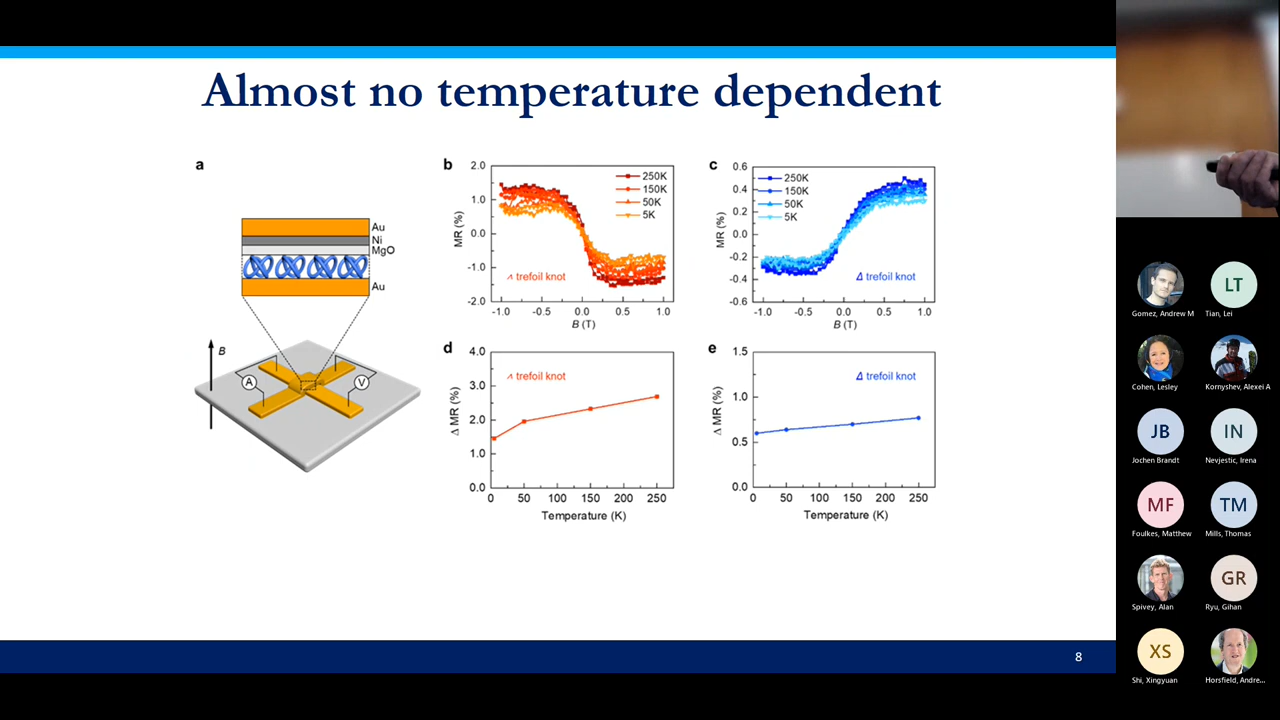 Almost no temperature dependent
a
Au
Ni
MgO
Au
B
A
V
b
MR (%)
2.0
1.0
0.0
-1.0
-2.0
250K
150K
50K
5K
Λ trefoil knot
-1.0
-0.5
0.0
0.5
1.0
B (T)
c
MR (%)
0.6
0.4
0.2
0.0
-0.2
-0.4
-0.6
250K
150K
50K
5K
Δ trefoil knot
-1.0
-0.5
0.0
0.5
1.0
B (T)
d
Δ MR (%)
4.0
3.0
2.0
1.0
0.0
Λ trefoil knot
0
50
100
150
200
250
Temperature (K)
e
Δ MR (%)
1.5
1.0
0.5
0.0
Δ trefoil knot
0
50
100
150
200
250
Temperature (K)
8
Gomez, Andrew M
LT
Tian, Lei
Cohen, Lesley
Kornyshev, Alexei A
JB
Jochen Brandt
IN
Nevjestic, Irena
MF
Foulkes, Matthew
TM
Mills, Thomas
Spivey, Alan
GR
Ryu, Gihan
XS
Shi, Xingyuan
Horsfield, Andre...